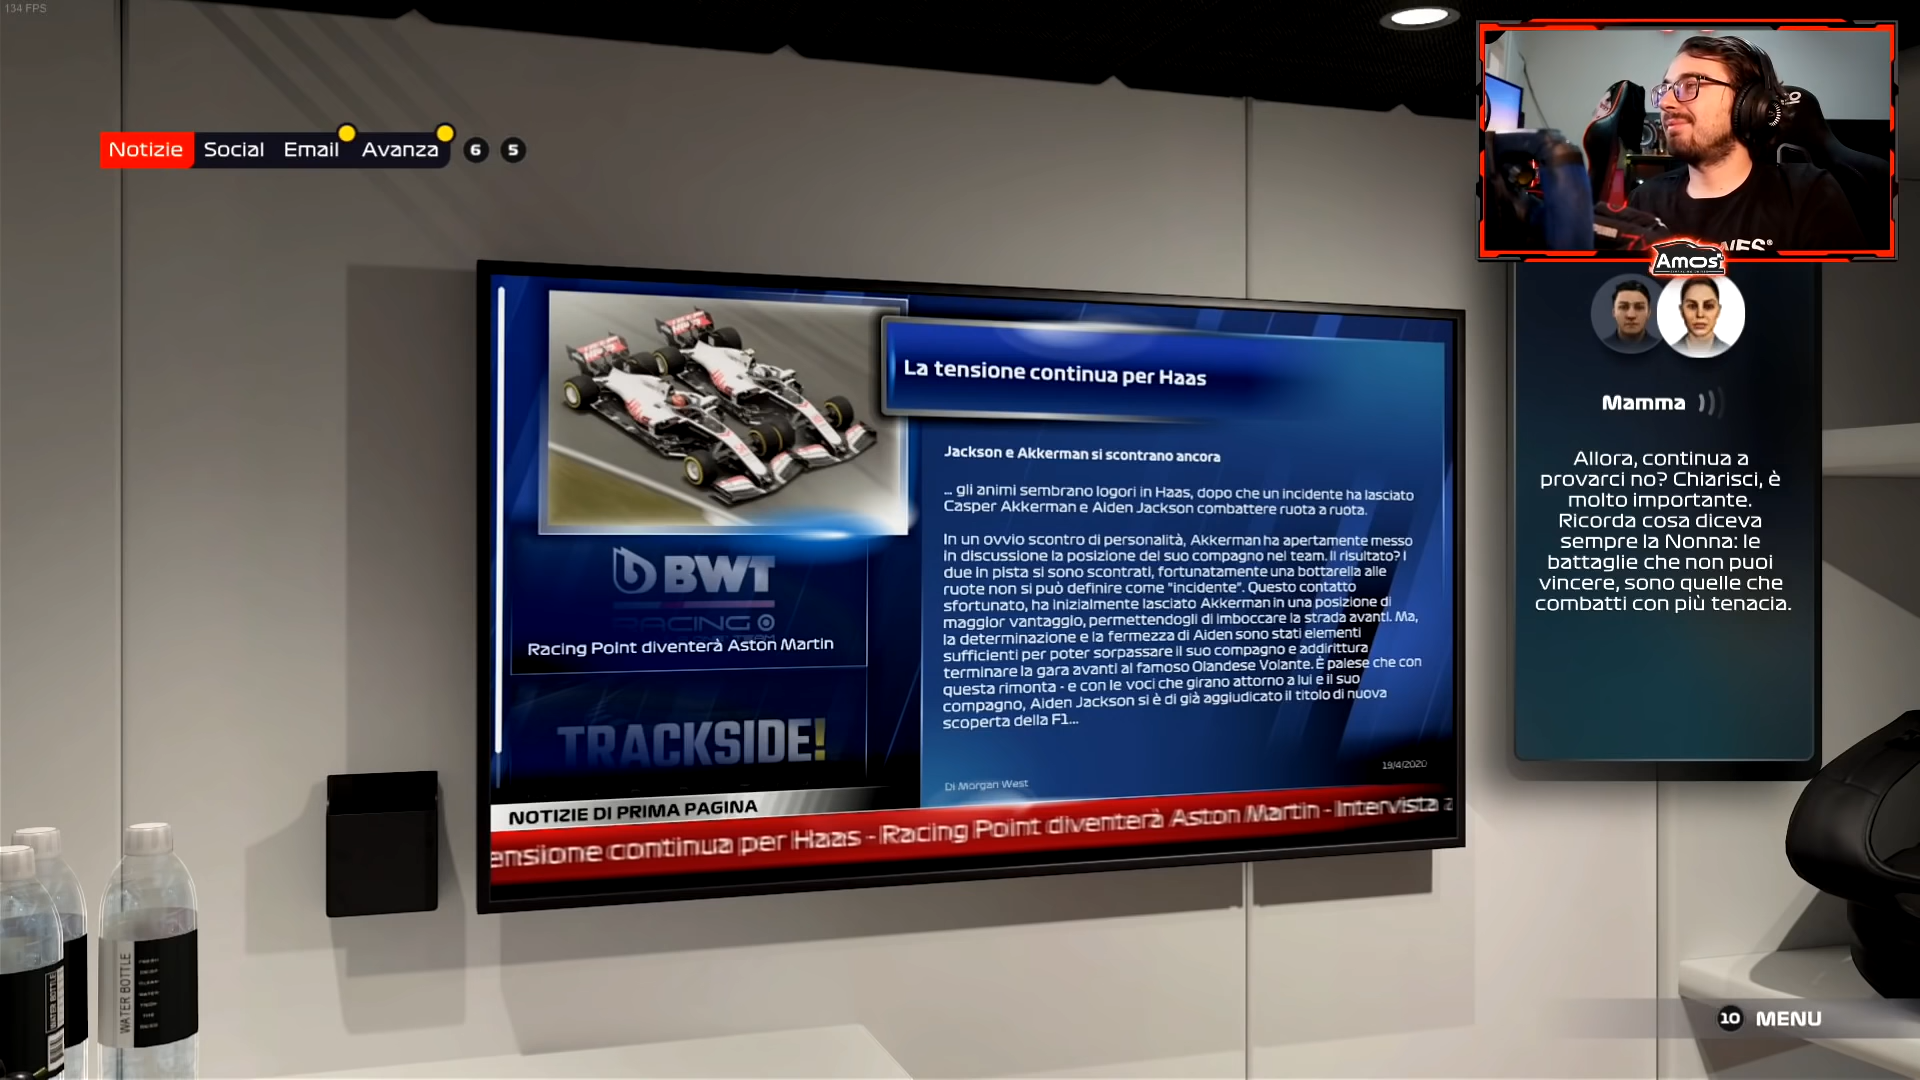 134 FPS
Notizie Social Email Avanza 6 5
Amos
Mamma
Allora, continua a
provarci no? Chiarisci, è
molto importante.
Ricorda cosa diceva
sempre la Nonna: le
battaglie che non puoi
vincere, sono quelle che
combatti con più tenacia.
La tensione continua per Haas
Jackson e Akkerman si scontrano ancora
... gli animi sembrano logori in Haas, dopo che un incidente ha lasciato
Casper Akkerman e Aiden Jackson combattere ruota a ruota.
In un ovvio scontro di personalità, Akkerman ha apertamente messo
in discussione la posizione del suo compagno nel team. Il risultato? I
due in pista si sono scontrati, fortunatamente una bottarella alle
ruote non si può definire come "incidente". Questo contatto
sfortunato, ha inizialmente lasciato Akkerman in una posizione di
maggior vantaggio, permettendogli di imboccare la strada avanti. Ma,
la determinazione e la fermezza di Aiden sono stati elementi
sufficienti per poter sorpassare il suo compagno e addirittura
terminare la gara avanti al famoso Olandese Volante. È palese che con
questa rimonta - e con le voci che girano attorno a lui e il suo
compagno, Aiden Jackson si è di già aggiudicato il titolo di nuova
scoperta della F1...
19/4/2020
Di Morgan West
BWT
RACING
Racing Point diventerà Aston Martin
TRACKSIDE!
NOTIZIE DI PRIMA PAGINA
ensione continua per Haas - Racing Point diventerà Aston Martin - Intervista a
WATER BOTTLE
WATER BOTTLE
10 MENU